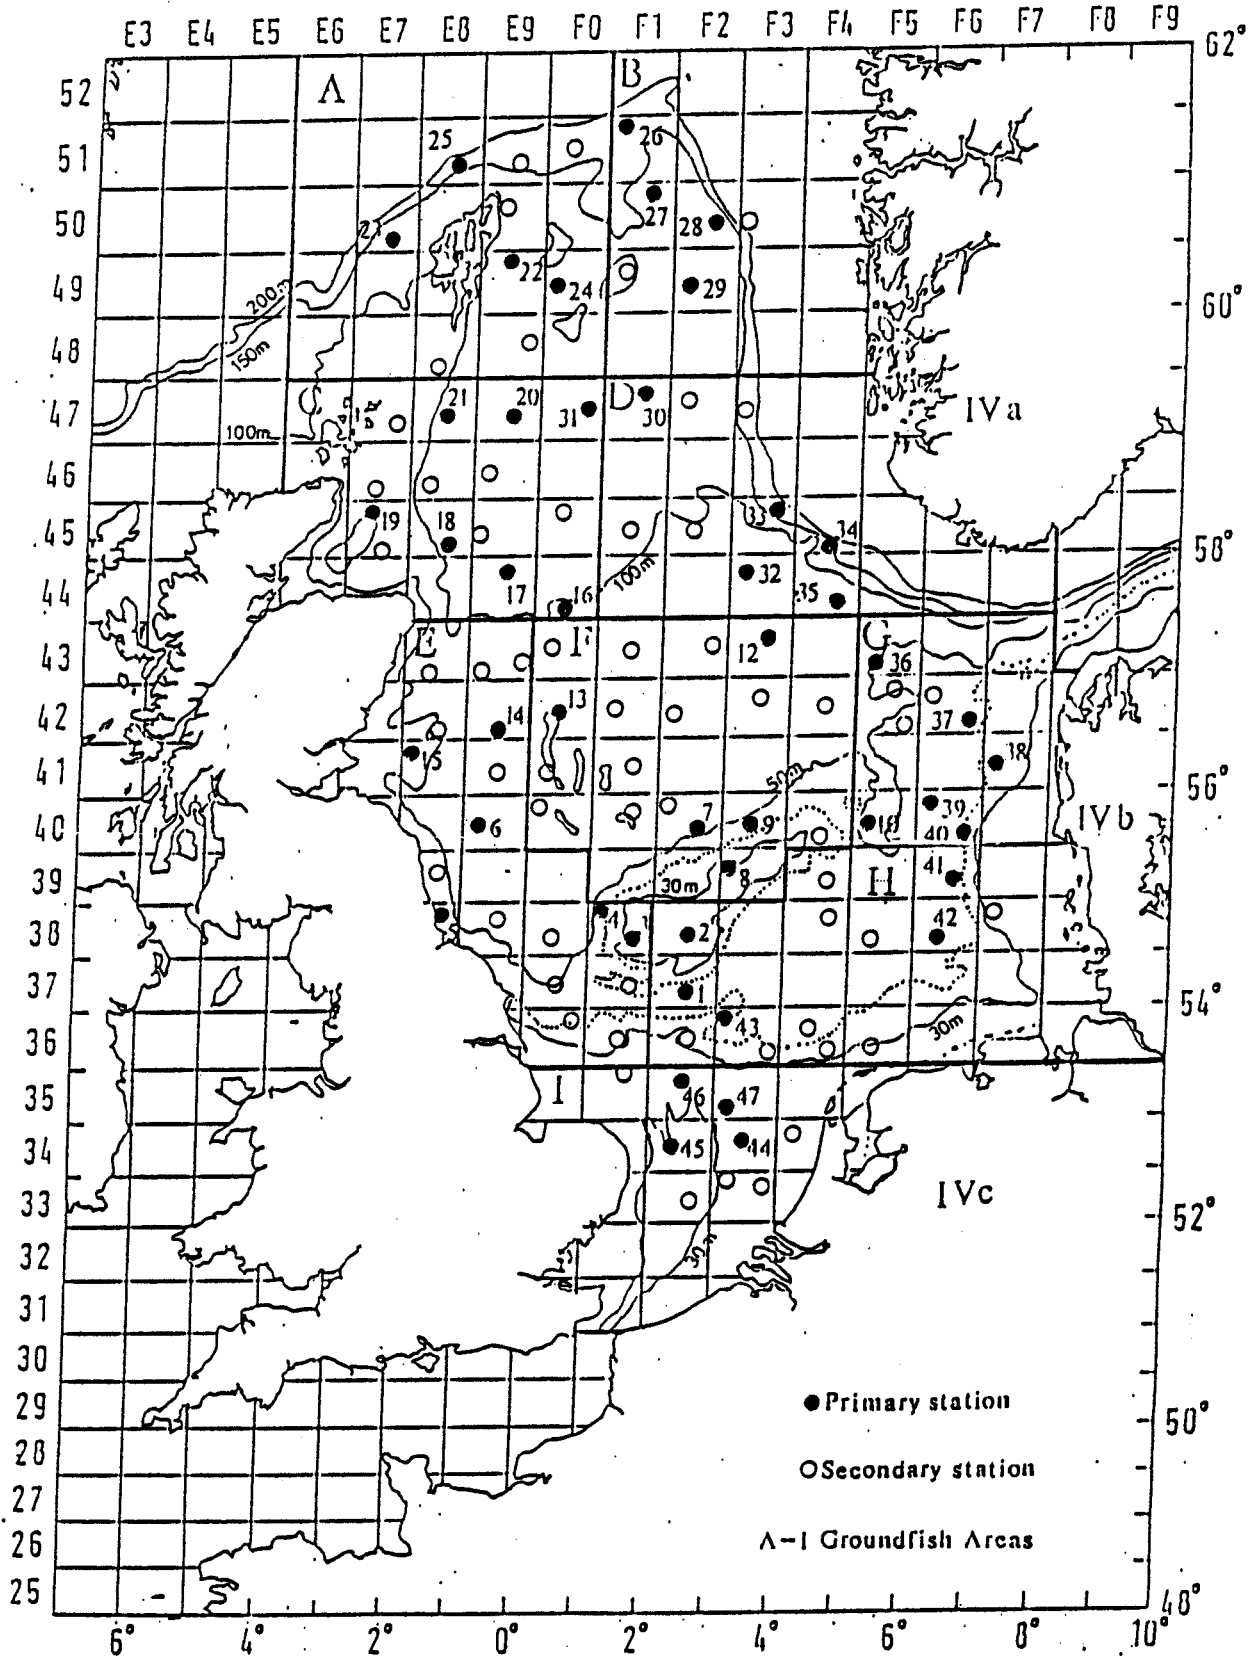 E3 E4 E5 E6 E7 E8 E9 F0 F1 F2 F3 F4 F5 F6 F7 F8 F9
62°
52 A B
25
51 26
50 27 28
49 200m 22 24 29 60°
48 150m
C D
47 21 20 31 30 IVa
100m
46
45 19 18 33 34 58°
44 17 16 100m 32 35
E F G
43 12 36
42 14 13 37
41 15 50m 38 56°
40 6 7 9 10 39 40 IVb
39 30m 8 H 41
38 4 3 2 42
37 1 54°
36 43 30m
35 I 46 47
34 45 44
33 IVc 52°
32 30m
31
30
29 ●Primary station 50°
28
○Secondary station
27
26 A-I Groundfish Areas
25 48°
6° 4° 2° 0° 2° 4° 6° 8° 10°